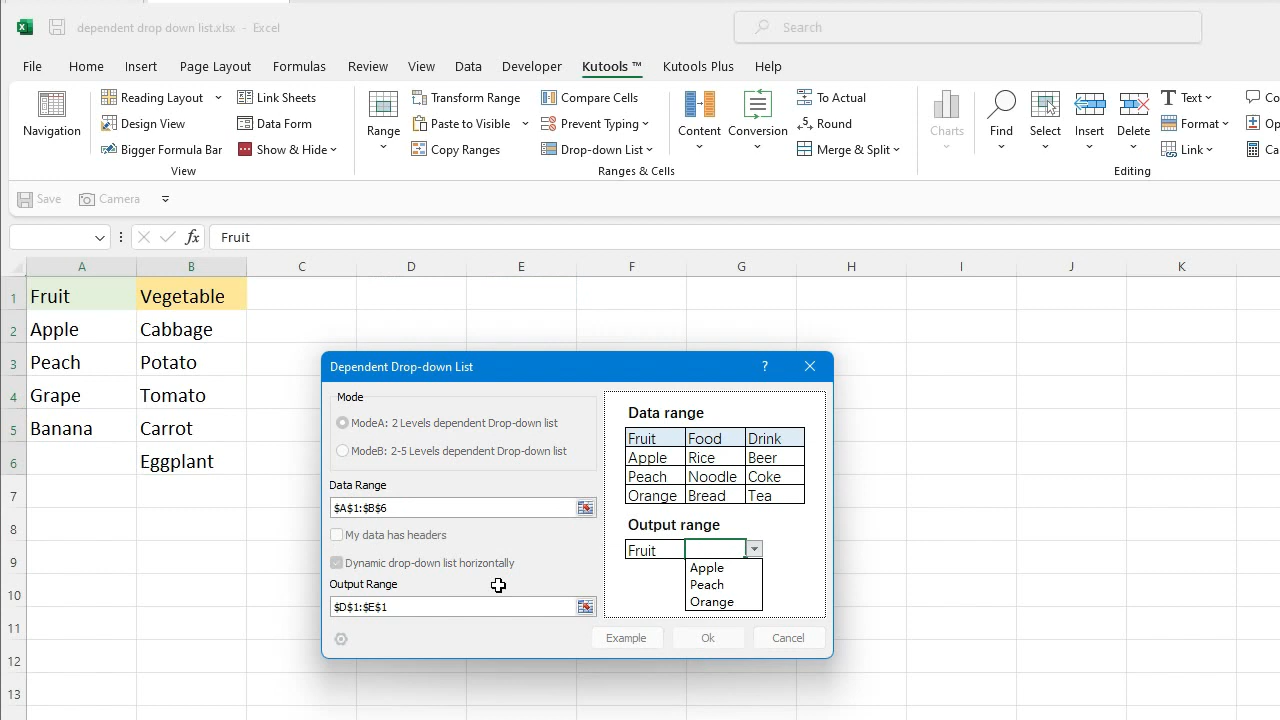 dependent drop down list.xlsx - Excel
Search
File Home Insert Page Layout Formulas Review View Data Developer Kutools ™ Kutools Plus Help
Navigation
Reading Layout
Design View
Bigger Formula Bar
Link Sheets
Data Form
Show & Hide
View
Range
Transform Range
Paste to Visible
Copy Ranges
Compare Cells
Prevent Typing
Drop-down List
Ranges & Cells
Content
Conversion
To Actual
Round
Merge & Split
Charts
Find
Select
Insert
Delete
Text
Format
Link
Editing
Co
Op
Ca
Save Camera
fx Fruit
A B C D E F G H I J K
1 Fruit Vegetable
2 Apple Cabbage
3 Peach Potato
4 Grape Tomato
5 Banana Carrot
6 Eggplant
7
8
9
10
11
12
13
Dependent Drop-down List ?
Mode
ModeA: 2 Levels dependent Drop-down list
ModeB: 2-5 Levels dependent Drop-down list
Data Range
$A$1:$B$6
My data has headers
Dynamic drop-down list horizontally
Output Range
$D$1:$E$1
Data range
Fruit Food Drink
Apple Rice Beer
Peach Noodle Coke
Orange Bread Tea
Output range
Fruit
Apple
Peach
Orange
Example Ok Cancel